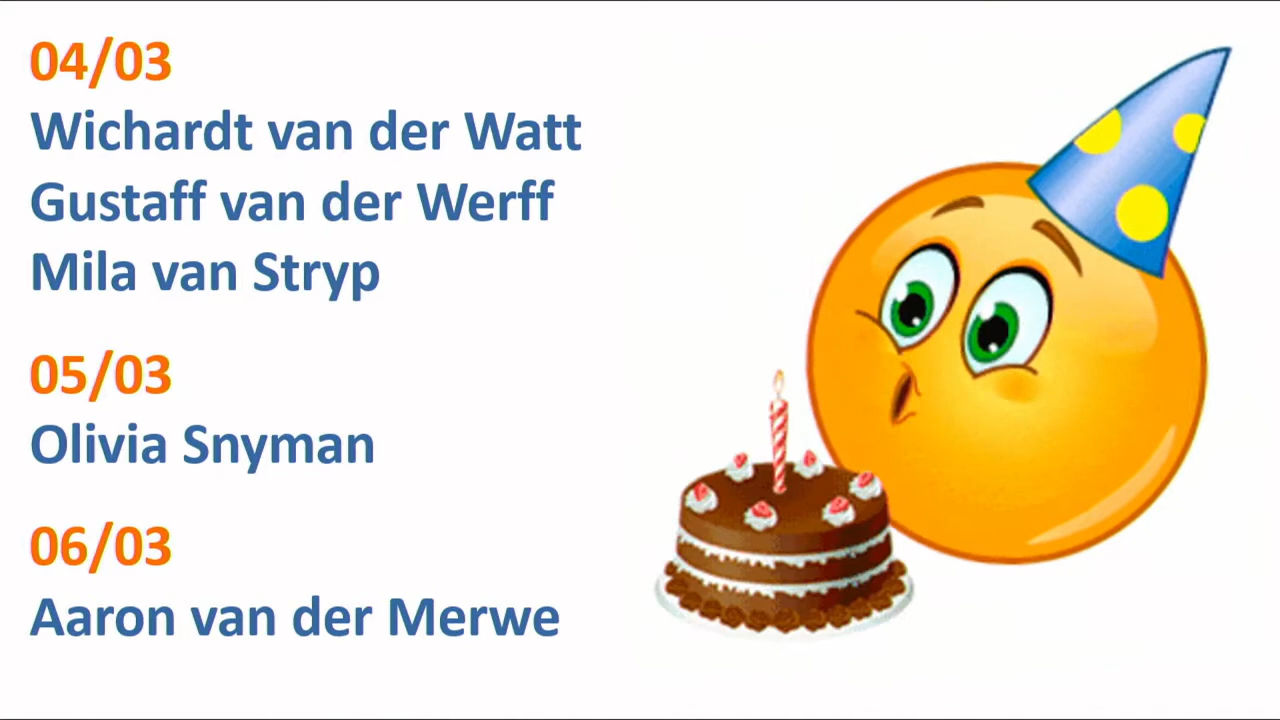 04/03
Wichardt van der Watt
Gustaff van der Werff
Mila van Stryp
05/03
Olivia Snyman
06/03
Aaron van der Merwe